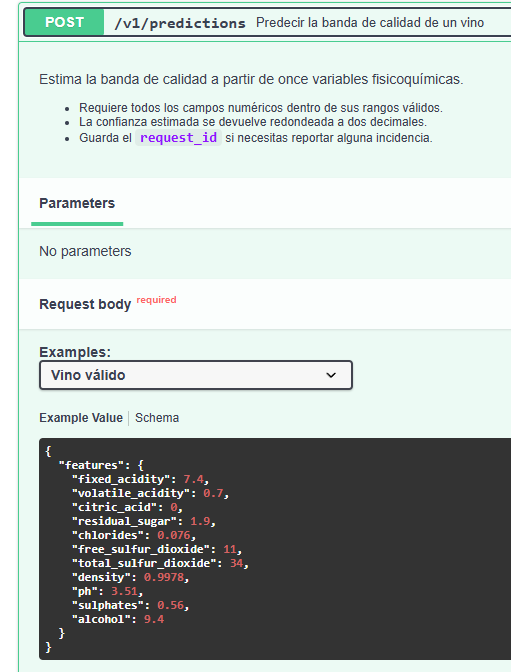 POST /v1/predictions Predecir la banda de calidad de un vino
Estima la banda de calidad a partir de once variables fisicoquímicas.
• Requiere todos los campos numéricos dentro de sus rangos válidos.
• La confianza estimada se devuelve redondeada a dos decimales.
• Guarda el request_id si necesitas reportar alguna incidencia.
Parameters
No parameters
Request body required
Examples:
Vino válido
Example Value Schema
{
  "features": {
    "fixed_acidity": 7.4,
    "volatile_acidity": 0.7,
    "citric_acid": 0,
    "residual_sugar": 1.9,
    "chlorides": 0.076,
    "free_sulfur_dioxide": 11,
    "total_sulfur_dioxide": 34,
    "density": 0.9978,
    "ph": 3.51,
    "sulphates": 0.56,
    "alcohol": 9.4
  }
}